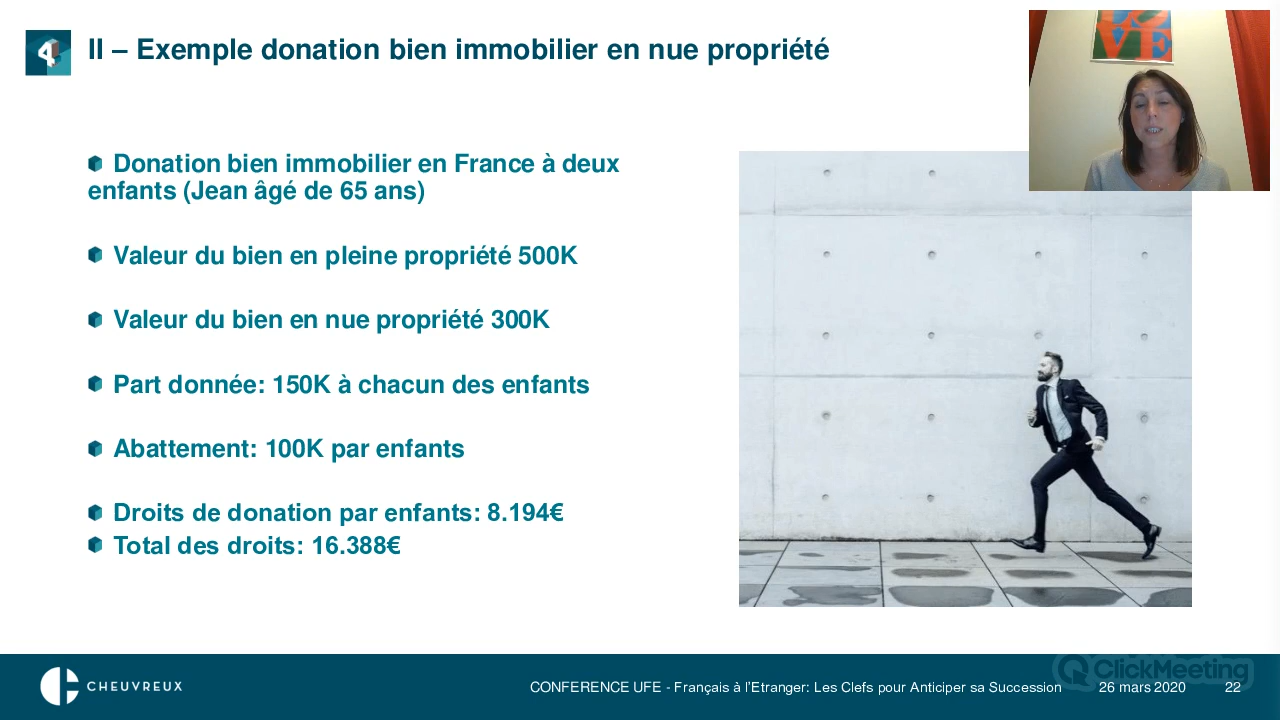 4
II – Exemple donation bien immobilier en nue propriété
LOVE
Donation bien immobilier en France à deux
enfants (Jean âgé de 65 ans)
Valeur du bien en pleine propriété 500K
Valeur du bien en nue propriété 300K
Part donnée: 150K à chacun des enfants
Abattement: 100K par enfants
Droits de donation par enfants: 8.194€
Total des droits: 16.388€
CHEUVREUX
CONFERENCE UFE - Français à l'Etranger: Les Clefs pour Anticiper sa Succession
26 mars 2020
22
ClickMeeting